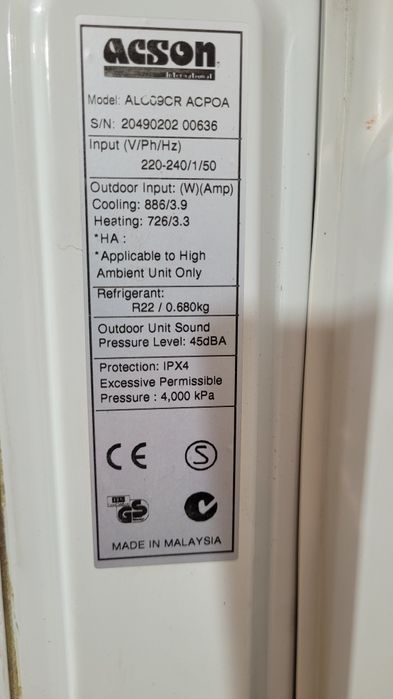 acson
International
Model: ALC09CR ACPOA
S/N: 20490202 00636
Input (V/Ph/Hz)
220-240/1/50
Outdoor Input: (W)(Amp)
Cooling: 886/3.9
Heating: 726/3.3
*HA :
*Applicable to High
Ambient Unit Only
Refrigerant:
R22 / 0.680kg
Outdoor Unit Sound
Pressure Level: 45dBA
Protection: IPX4
Excessive Permissible
Pressure : 4,000 kPa
CE
S
GS
MADE IN MALAYSIA